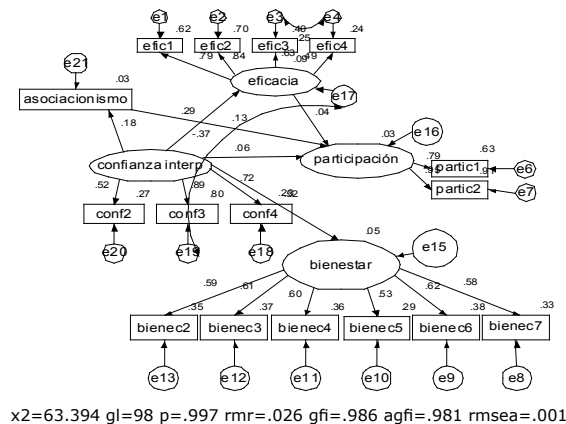 e1 e2 e3 e4
.62 .70 .40 .24
efic1 efic2 efic3 efic4
.25
.79 .84 .63 .09 .49
e21
eficacia
.03
e17
asociacionismo
.04
.29 .13
.18 -.37
.03 e16
.06
confianza interp participación
.79 .63
partic1 e6
.95 .91
partic2 e7
.52 .27 .89 .80 .72
conf2 conf3 conf4
.05
e20 e19 e18 e15
bienestar
.59 .61 .60 .53 .62 .58
.35 .37 .36 .29 .38 .33
bienec2 bienec3 bienec4 bienec5 bienec6 bienec7
e13 e12 e11 e10 e9 e8
x2=63.394 gl=98 p=.997 rmr=.026 gfi=.986 agfi=.981 rmsea=.001